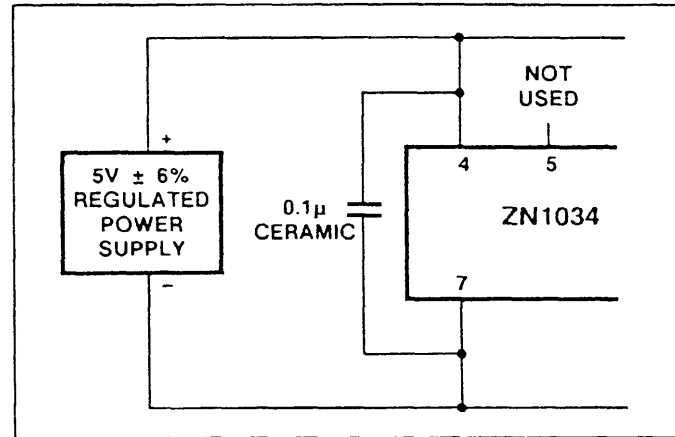 NOT
USED
+
4
5
5V ± 6%
REGULATED
POWER
SUPPLY
0.1μ
CERAMIC
ZN1034
7
−